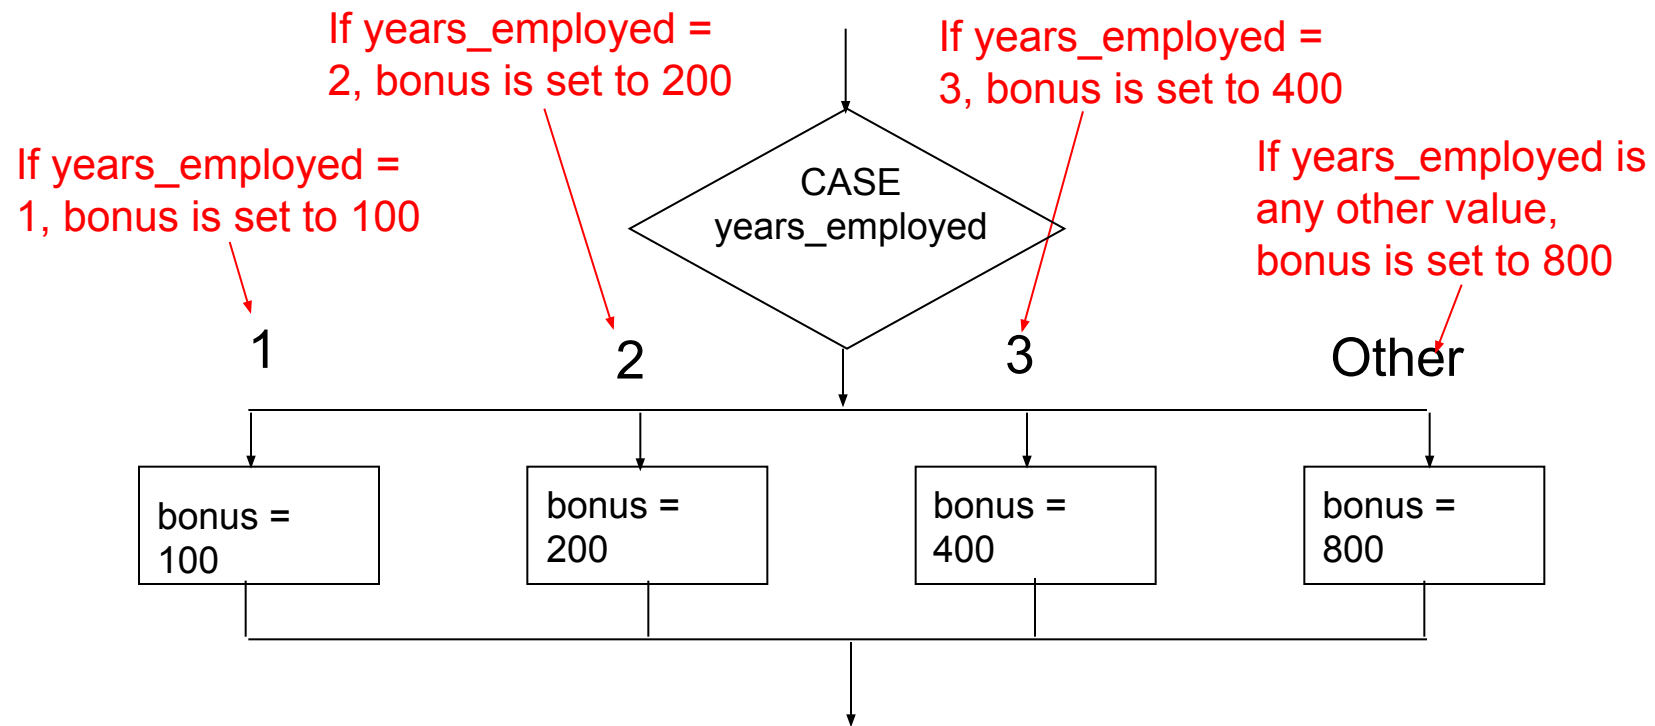 If years_employed =
2, bonus is set to 200
If years_employed =
3, bonus is set to 400
If years_employed =
1, bonus is set to 100
CASE
years_employed
If years_employed is
any other value,
bonus is set to 800
1
2
3
Other
bonus =
100
bonus =
200
bonus =
400
bonus =
800